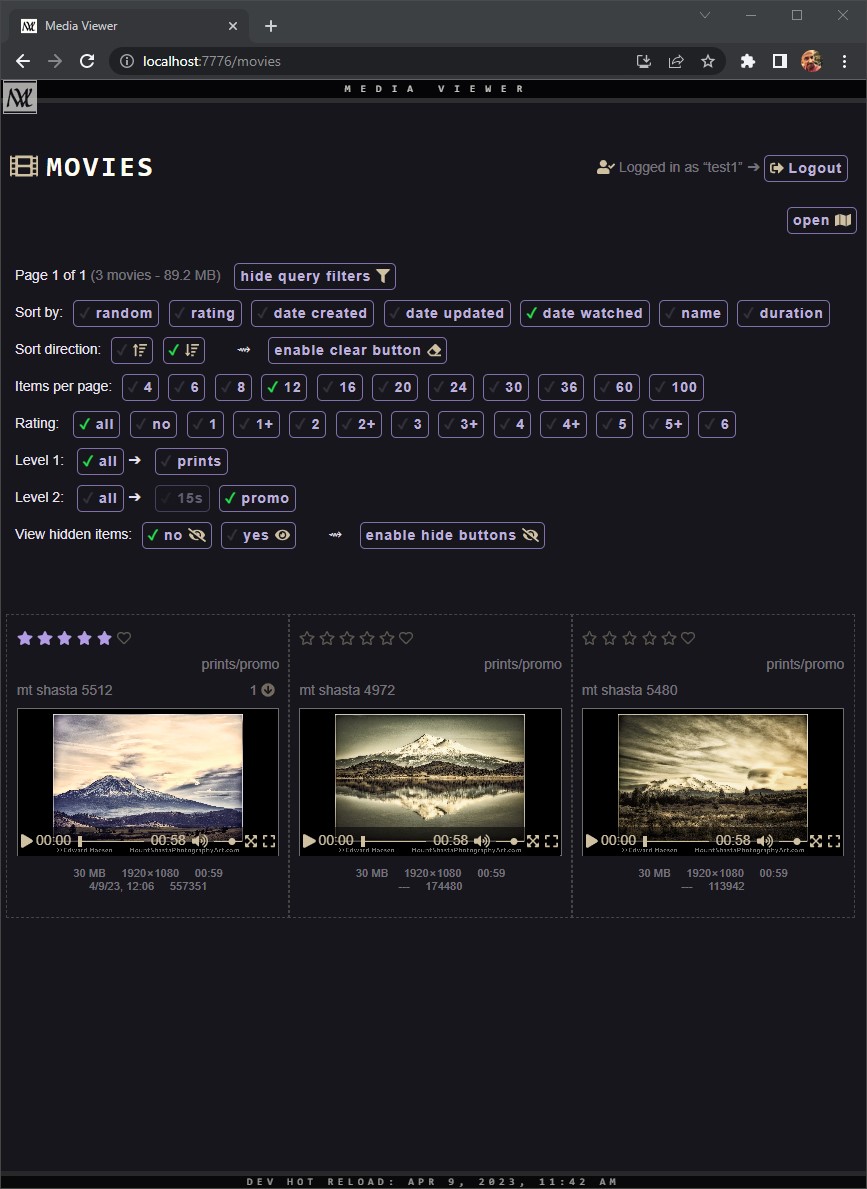 Media Viewer
localhost:7776/movies
MEDIA VIEWER
MOVIES
Logged in as “test1” ➔ Logout
open
Page 1 of 1 (3 movies - 89.2 MB) hide query filters
Sort by: random rating date created date updated date watched name duration
Sort direction: enable clear button
Items per page: 4 6 8 12 16 20 24 30 36 60 100
Rating: all no 1 1+ 2 2+ 3 3+ 4 4+ 5 5+ 6
Level 1: all ➔ prints
Level 2: all ➔ 15s promo
View hidden items: no yes enable hide buttons
prints/promo prints/promo prints/promo
mt shasta 5512 1 mt shasta 4972 mt shasta 5480
00:00 00:58 00:00 00:58 00:00 00:58
Edward Hansen MountShastaPhotographyArt.com Edward Hansen MountShastaPhotographyArt.com Edward Hansen MountShastaPhotographyArt.com
30 MB 1920×1080 00:59 30 MB 1920×1080 00:59 30 MB 1920×1080 00:59
4/9/23, 12:06 557351 --- 174480 --- 113942
DEV HOT RELOAD: APR 9, 2023, 11:42 AM